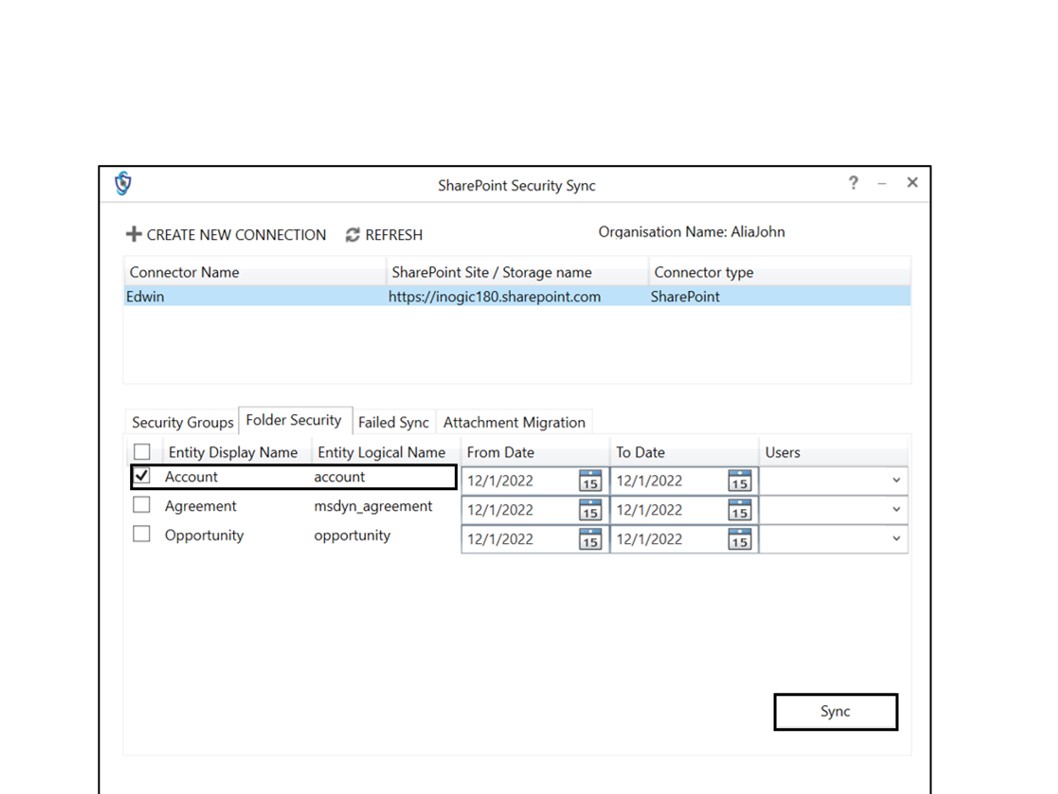 SharePoint Security Sync
?
CREATE NEW CONNECTION REFRESH Organisation Name: AliaJohn
Connector Name SharePoint Site / Storage name Connector type
Edwin https://inogic180.sharepoint.com SharePoint
Security Groups Folder Security Failed Sync Attachment Migration
Entity Display Name Entity Logical Name From Date To Date Users
Account account 12/1/2022 15 12/1/2022 15
Agreement msdyn_agreement 12/1/2022 15 12/1/2022 15
Opportunity opportunity 12/1/2022 15 12/1/2022 15
Sync